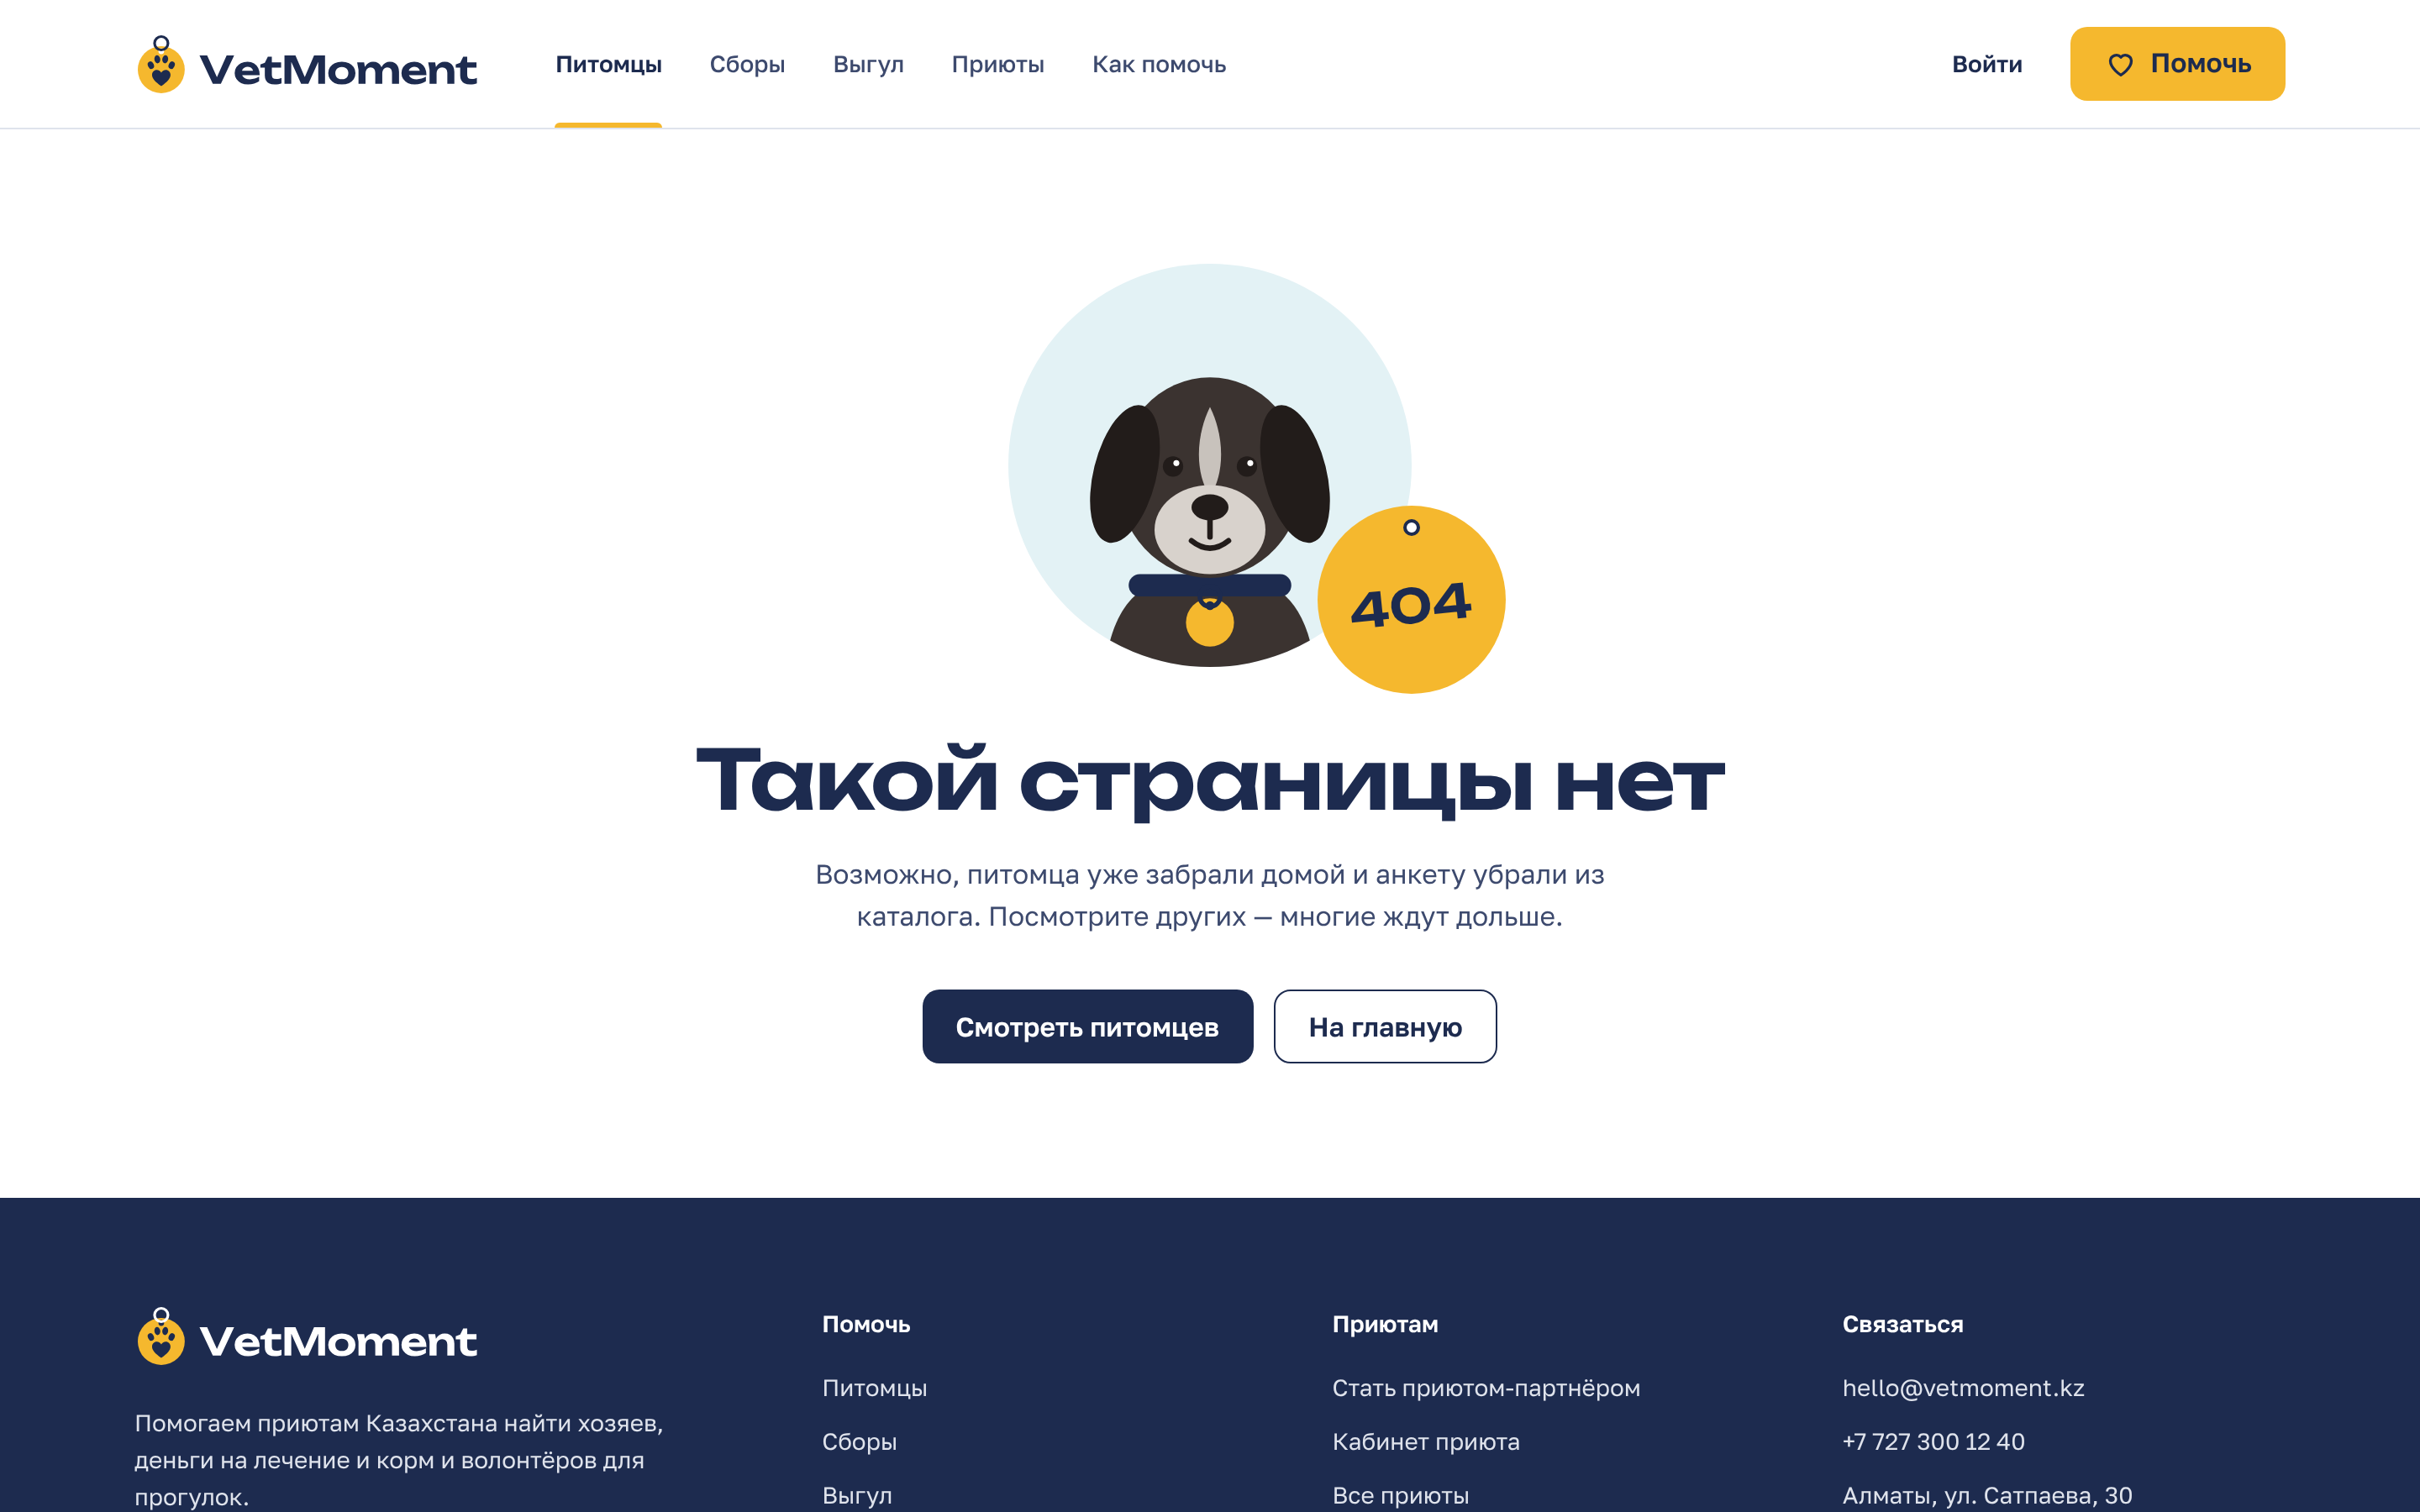 VetMoment
Питомцы
Сборы
Выгул
Приюты
Как помочь
Войти
Помочь
404
Такой страницы нет
Возможно, питомца уже забрали домой и анкету убрали из
каталога. Посмотрите других — многие ждут дольше.
Смотреть питомцев
На главную
VetMoment
Помогаем приютам Казахстана найти хозяев,
деньги на лечение и корм и волонтёров для
прогулок.
Помочь
Питомцы
Сборы
Выгул
Приютам
Стать приютом-партнёром
Кабинет приюта
Все приюты
Связаться
hello@vetmoment.kz
+7 727 300 12 40
Алматы, ул. Сатпаева, 30